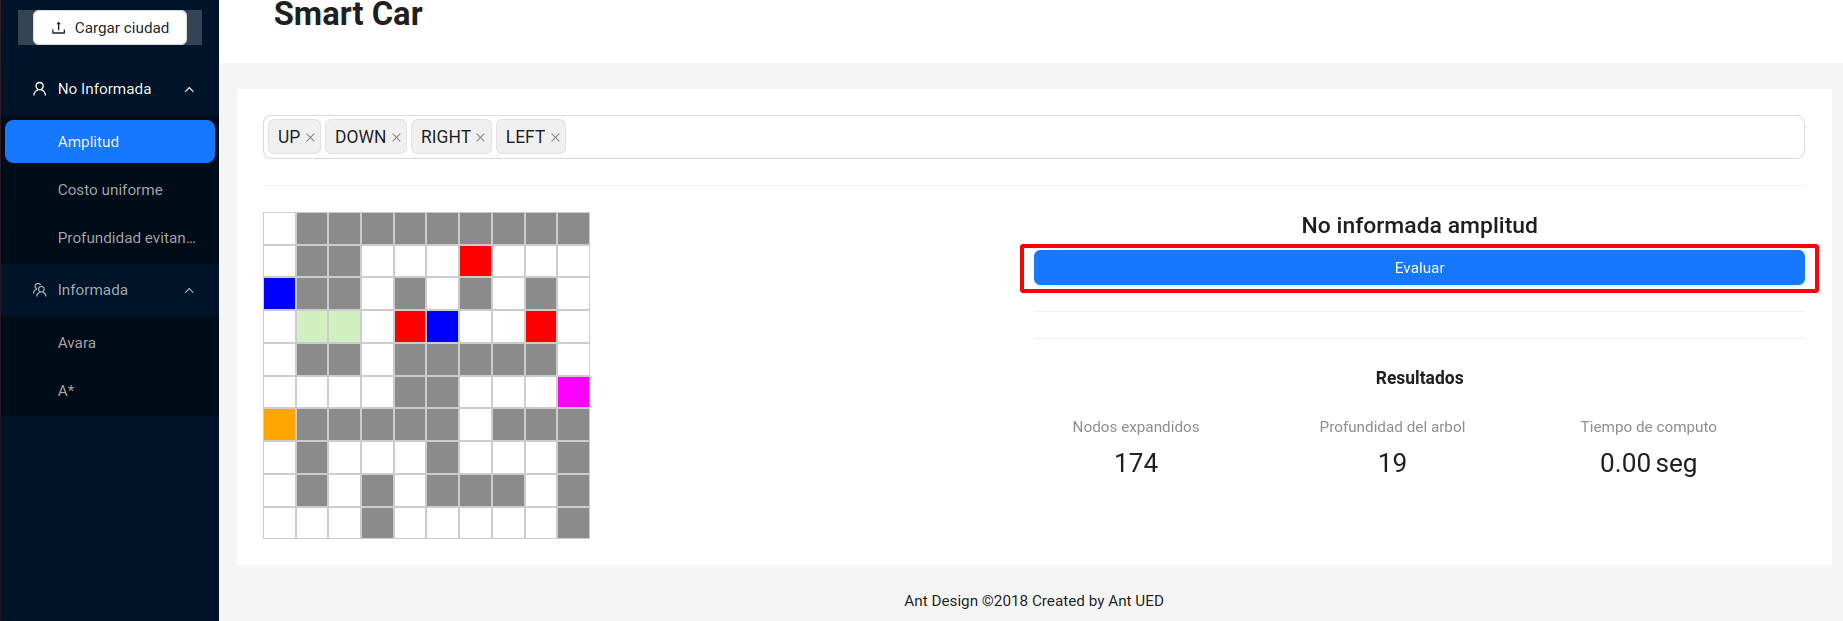 Smart Car
Cargar ciudad
No Informada
Amplitud
Costo uniforme
Profundidad evitan...
Informada
Avara
A*
UP × DOWN × RIGHT × LEFT ×
No informada amplitud
Evaluar
Resultados
Nodos expandidos
174
Profundidad del arbol
19
Tiempo de computo
0.00 seg
Ant Design ©2018 Created by Ant UED